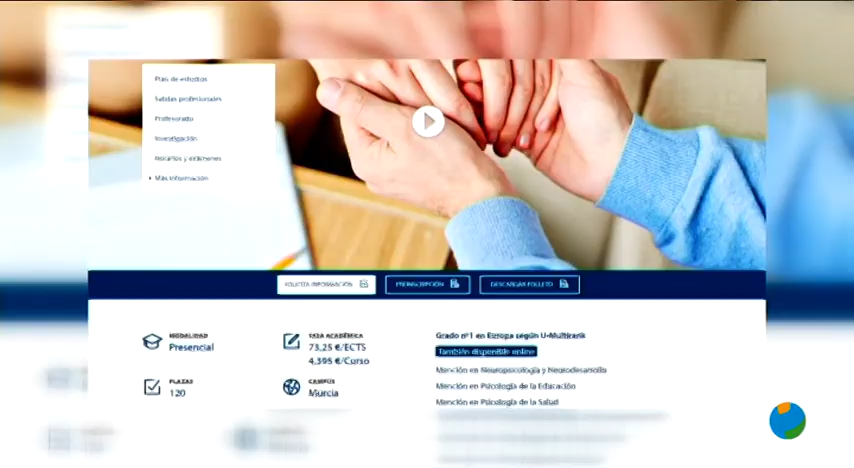 Plan de estudios
Salidas profesionales
Profesorado
Investigación
Horarios y exámenes
Más información
SOLICITA INFORMACIÓN
PREINSCRIPCIÓN
DESCARGAR FOLLETO
MODALIDAD
Presencial
TASA ACADÉMICA
73,25 €/ECTS
4.395 €/Curso
PLAZAS
120
CAMPUS
Murcia
Grado nº1 en Europa según U-Multirank
También disponible online
Mención en Neuropsicología y Neurodesarrollo
Mención en Psicología de la Educación
Mención en Psicología de la Salud